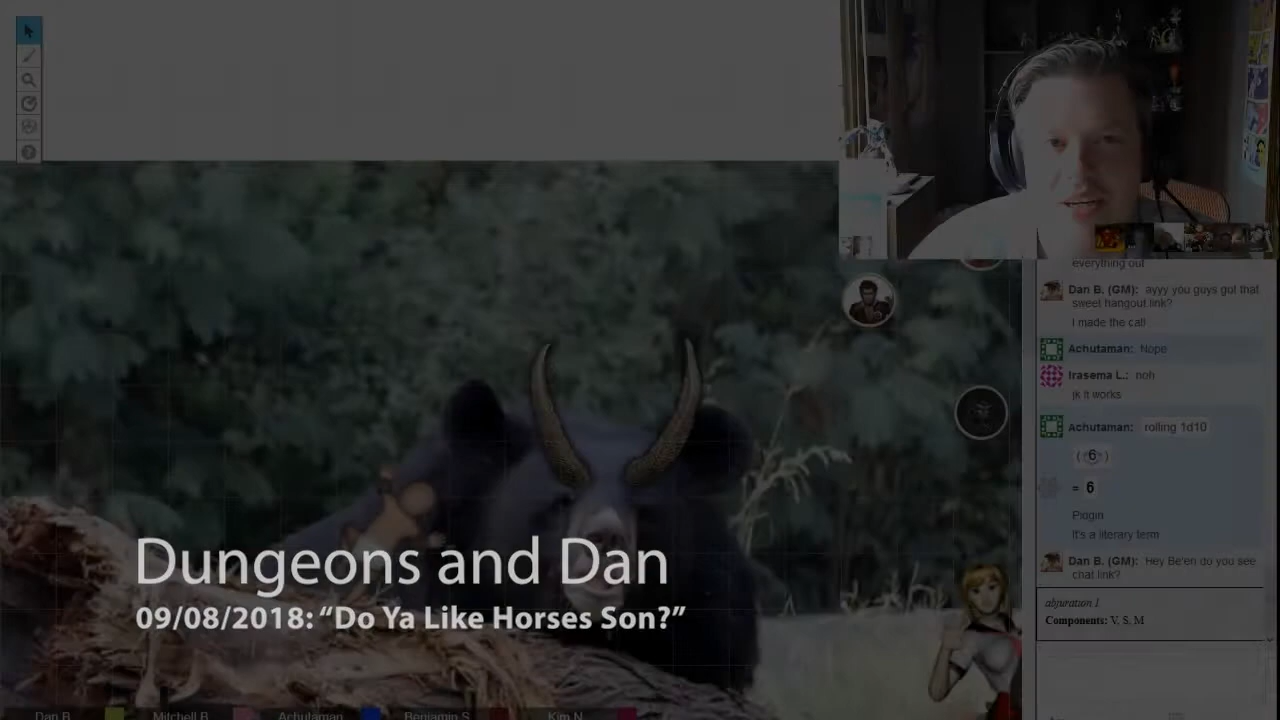 everything out
Dan B. (GM): ayyy you guys got that
sweet hangout link?
I made the call
Achutaman: Nope
Irasema L.: noh
jk it works
Achutaman: rolling 1d10
(6)
= 6
It's a literary term
Dan B. (GM): Hey Be'en do you see
chat link?
abjuration 1
Components: V, S, M
Dungeons and Dan
09/08/2018: “Do Ya Like Horses Son?”
Dan B.
Mitchell B.
Achutaman
Benjamin S.
Kim N.